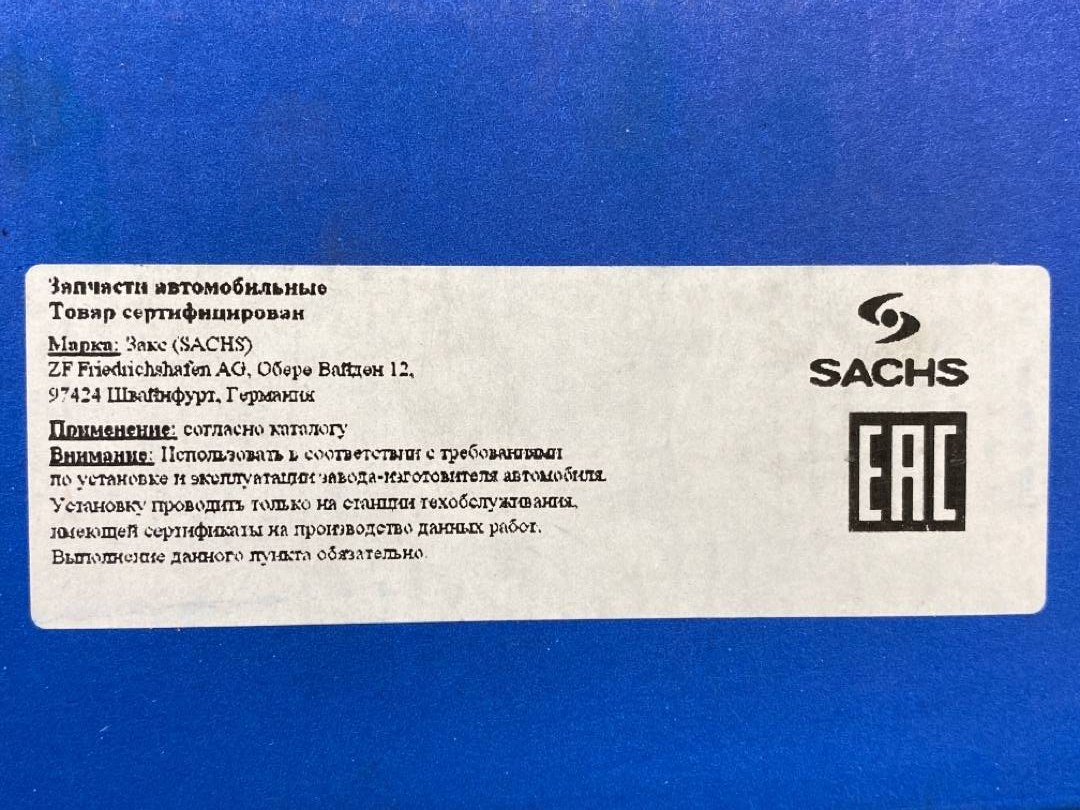 Запчасти автомобильные
Товар сертифицирован
Марка: Закс (SACHS)
ZF Friedrichshafen AG, Обере Вайден 12,
97424 Швайнфурт, Германия
Применение: согласно каталогу
Внимание: Использовать в соответствии с требованиями
по установке и эксплуатации завода-изготовителя автомобиля.
Установку проводить только на станции техобслуживания,
имеющей сертификаты на производство данных работ.
Выполнение данного пункта обязательно.
SACHS
EAC